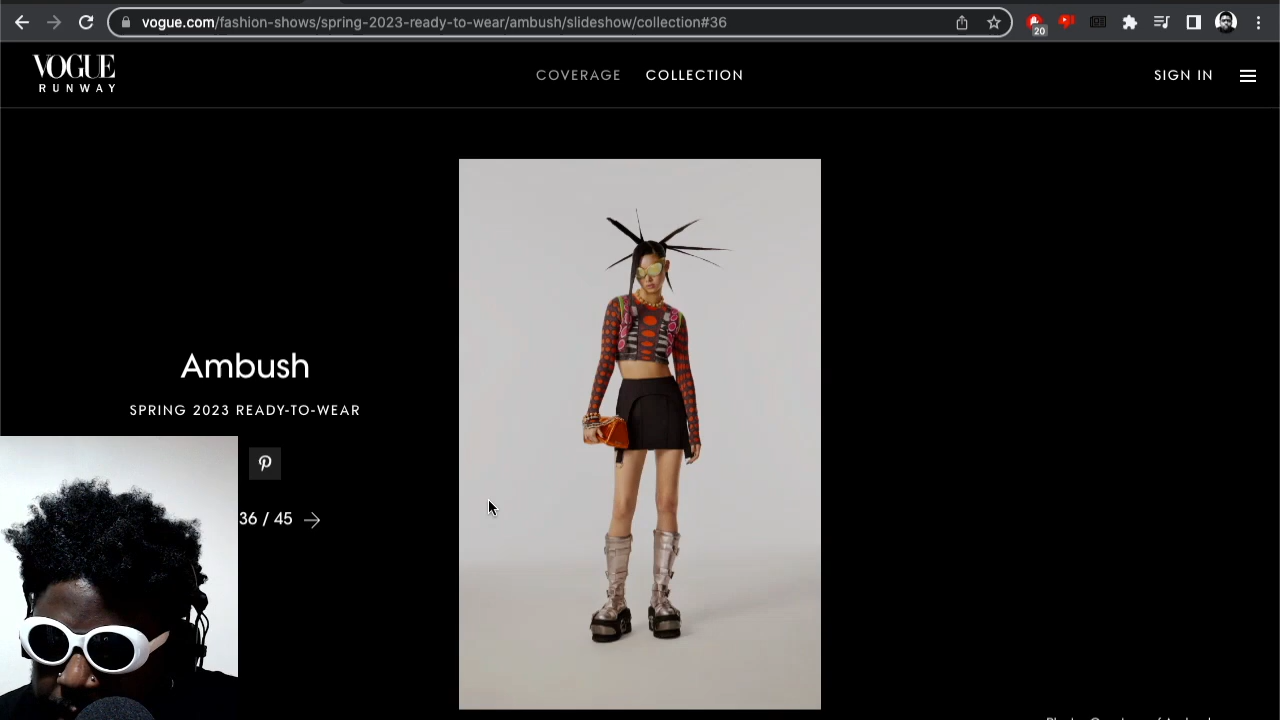 vogue.com/fashion-shows/spring-2023-ready-to-wear/ambush/slideshow/collection#36
20
VOGUE
RUNWAY
COVERAGE COLLECTION
SIGN IN
Ambush
SPRING 2023 READY-TO-WEAR
36 / 45